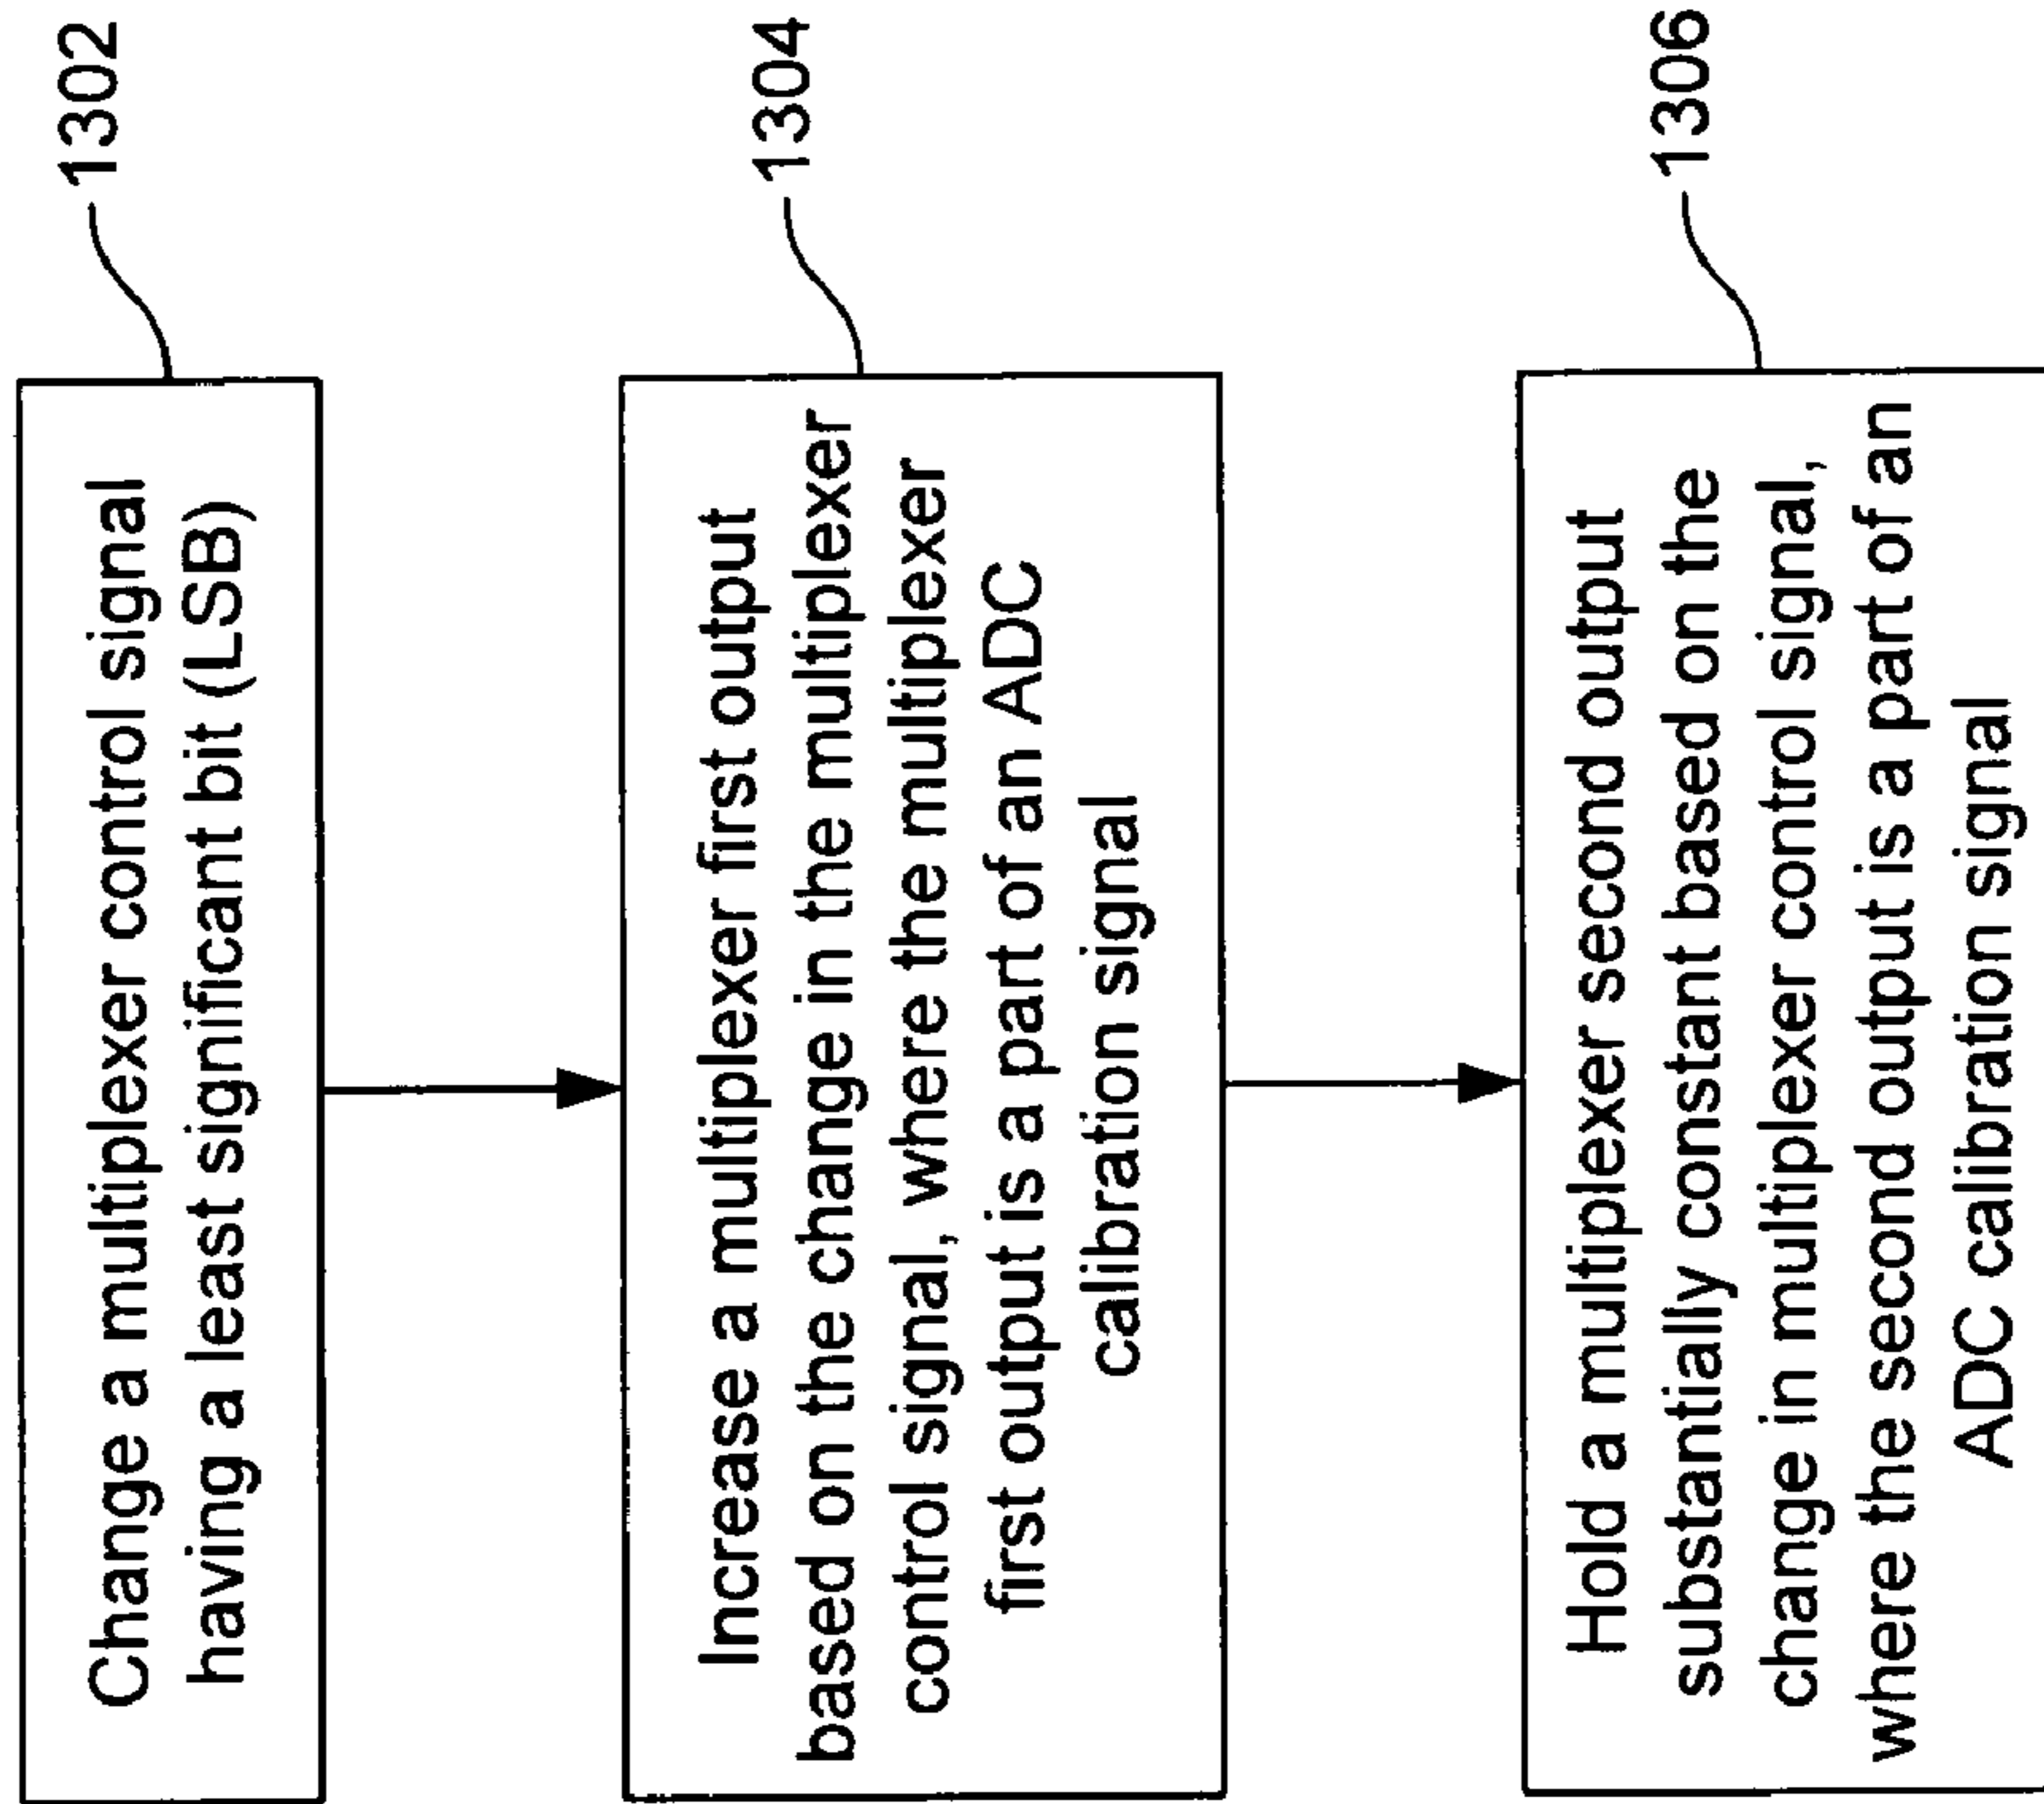 Change a multiplexer control signal
having a least significant bit (LSB)
1302
Increase a multiplexer first output
based on the change in the multiplexer
control signal, where the multiplexer
first output is a part of an ADC
calibration signal
1304
Hold a multiplexer second output
substantially constant based on the
change in multiplexer control signal,
where the second output is a part of an
ADC calibration signal
1306